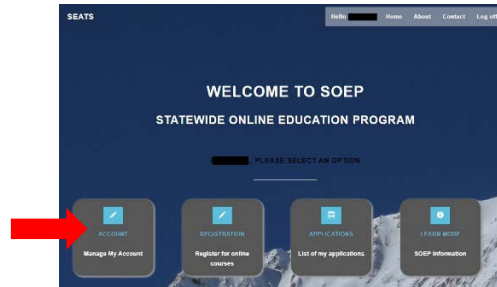 SEATS
Hello Home About Contact Log off
WELCOME TO SOEP
STATEWIDE ONLINE EDUCATION PROGRAM
, PLEASE SELECT AN OPTION
ACCOUNT
Manage My Account
REGISTRATION
Register for online
courses
APPLICATIONS
List of my applications
LEARN MORE
SOEP Information